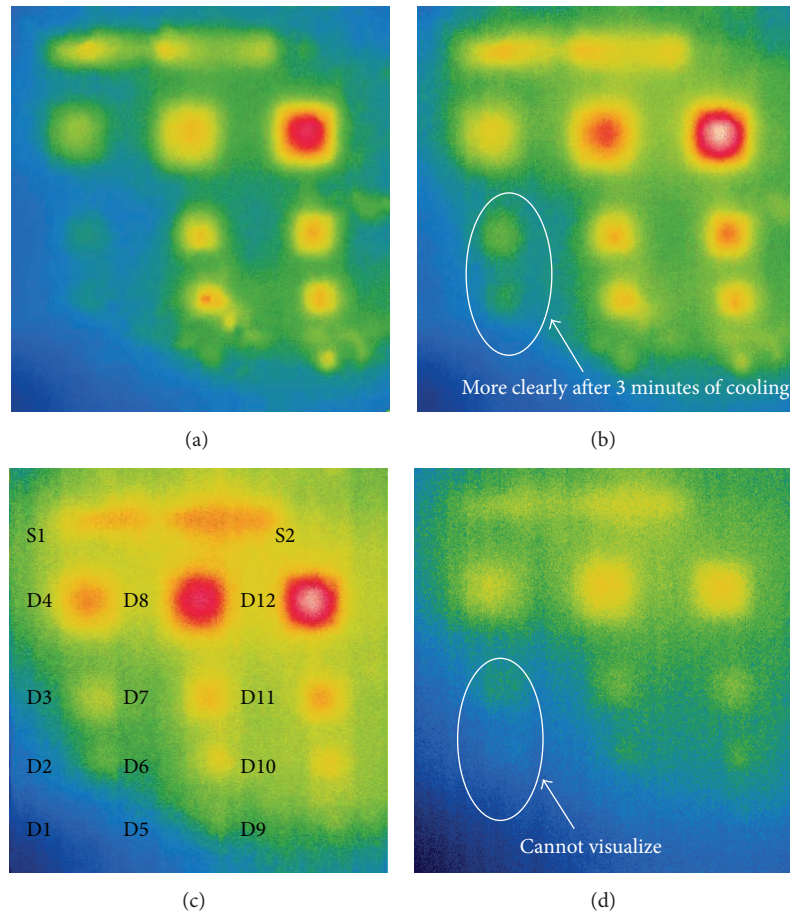 More clearly after 3 minutes of cooling
(a)
(b)
S1
S2
D4
D8
D12
D3
D7
D11
D2
D6
D10
D1
D5
D9
Cannot visualize
(c)
(d)